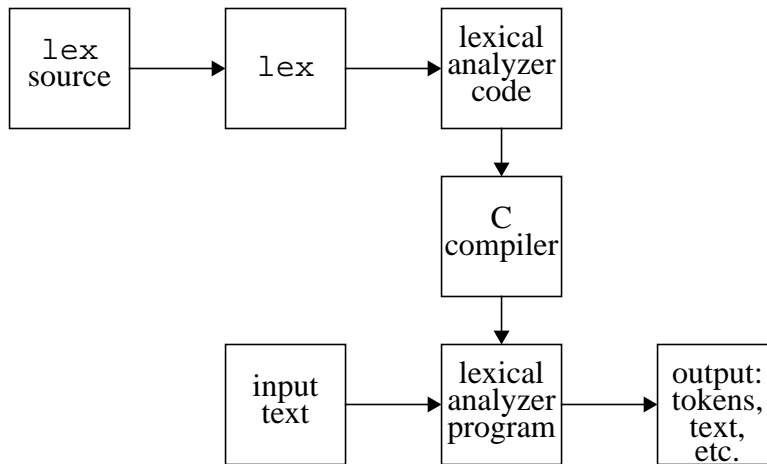 lex
source
lex
lexical
analyzer
code
C
compiler
input
text
lexical
analyzer
program
output:
tokens,
text,
etc.